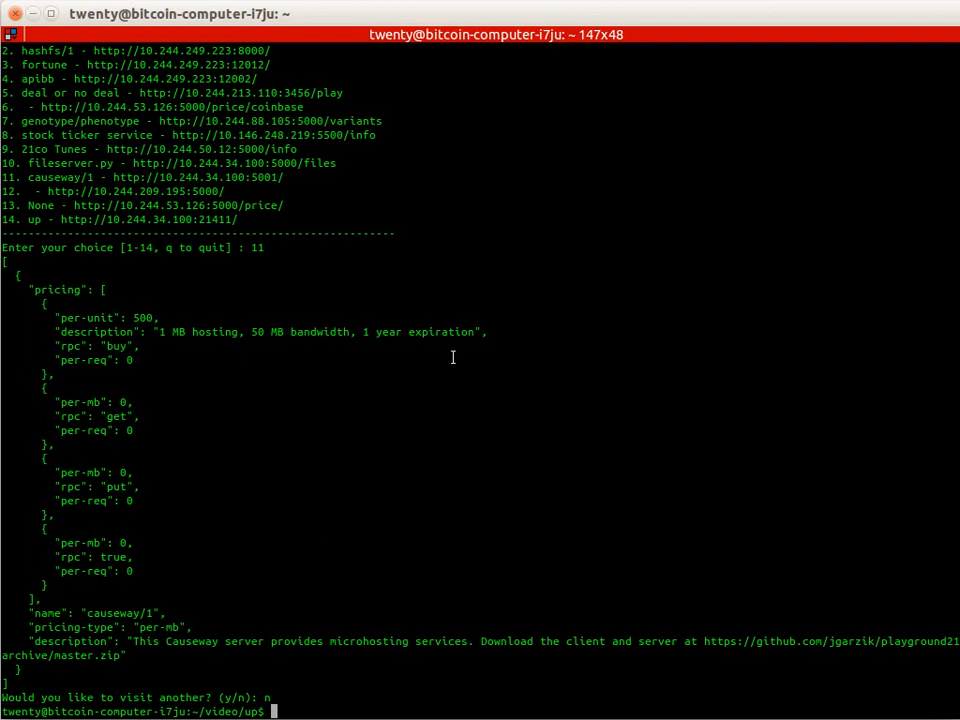 twenty@bitcoin-computer-i7ju: ~
twenty@bitcoin-computer-i7ju: ~ 147x48
2. hashfs/1 - http://10.244.249.223:8000/
3. fortune - http://10.244.249.223:12012/
4. apibb - http://10.244.249.223:12002/
5. deal or no deal - http://10.244.213.110:3456/play
6.  - http://10.244.53.126:5000/price/coinbase
7. genotype/phenotype - http://10.244.88.105:5000/variants
8. stock ticker service - http://10.146.248.219:5500/info
9. 21co Tunes - http://10.244.50.12:5000/info
10. fileserver.py - http://10.244.34.100:5000/files
11. causeway/1 - http://10.244.34.100:5001/
12.  - http://10.244.209.195:5000/
13. None - http://10.244.53.126:5000/price/
14. up - http://10.244.34.100:21411/
------------------------------------------------------------
Enter your choice [1-14, q to quit] : 11
[
  {
    "pricing": [
      {
        "per-unit": 500,
        "description": "1 MB hosting, 50 MB bandwidth, 1 year expiration",
        "rpc": "buy",
        "per-req": 0
      },
      {
        "per-mb": 0,
        "rpc": "get",
        "per-req": 0
      },
      {
        "per-mb": 0,
        "rpc": "put",
        "per-req": 0
      },
      {
        "per-mb": 0,
        "rpc": true,
        "per-req": 0
      }
    ],
    "name": "causeway/1",
    "pricing-type": "per-mb",
    "description": "This Causeway server provides microhosting services. Download the client and server at https://github.com/jgarzik/playground21
archive/master.zip"
  }
]
Would you like to visit another? (y/n): n
twenty@bitcoin-computer-i7ju:~/video/up$